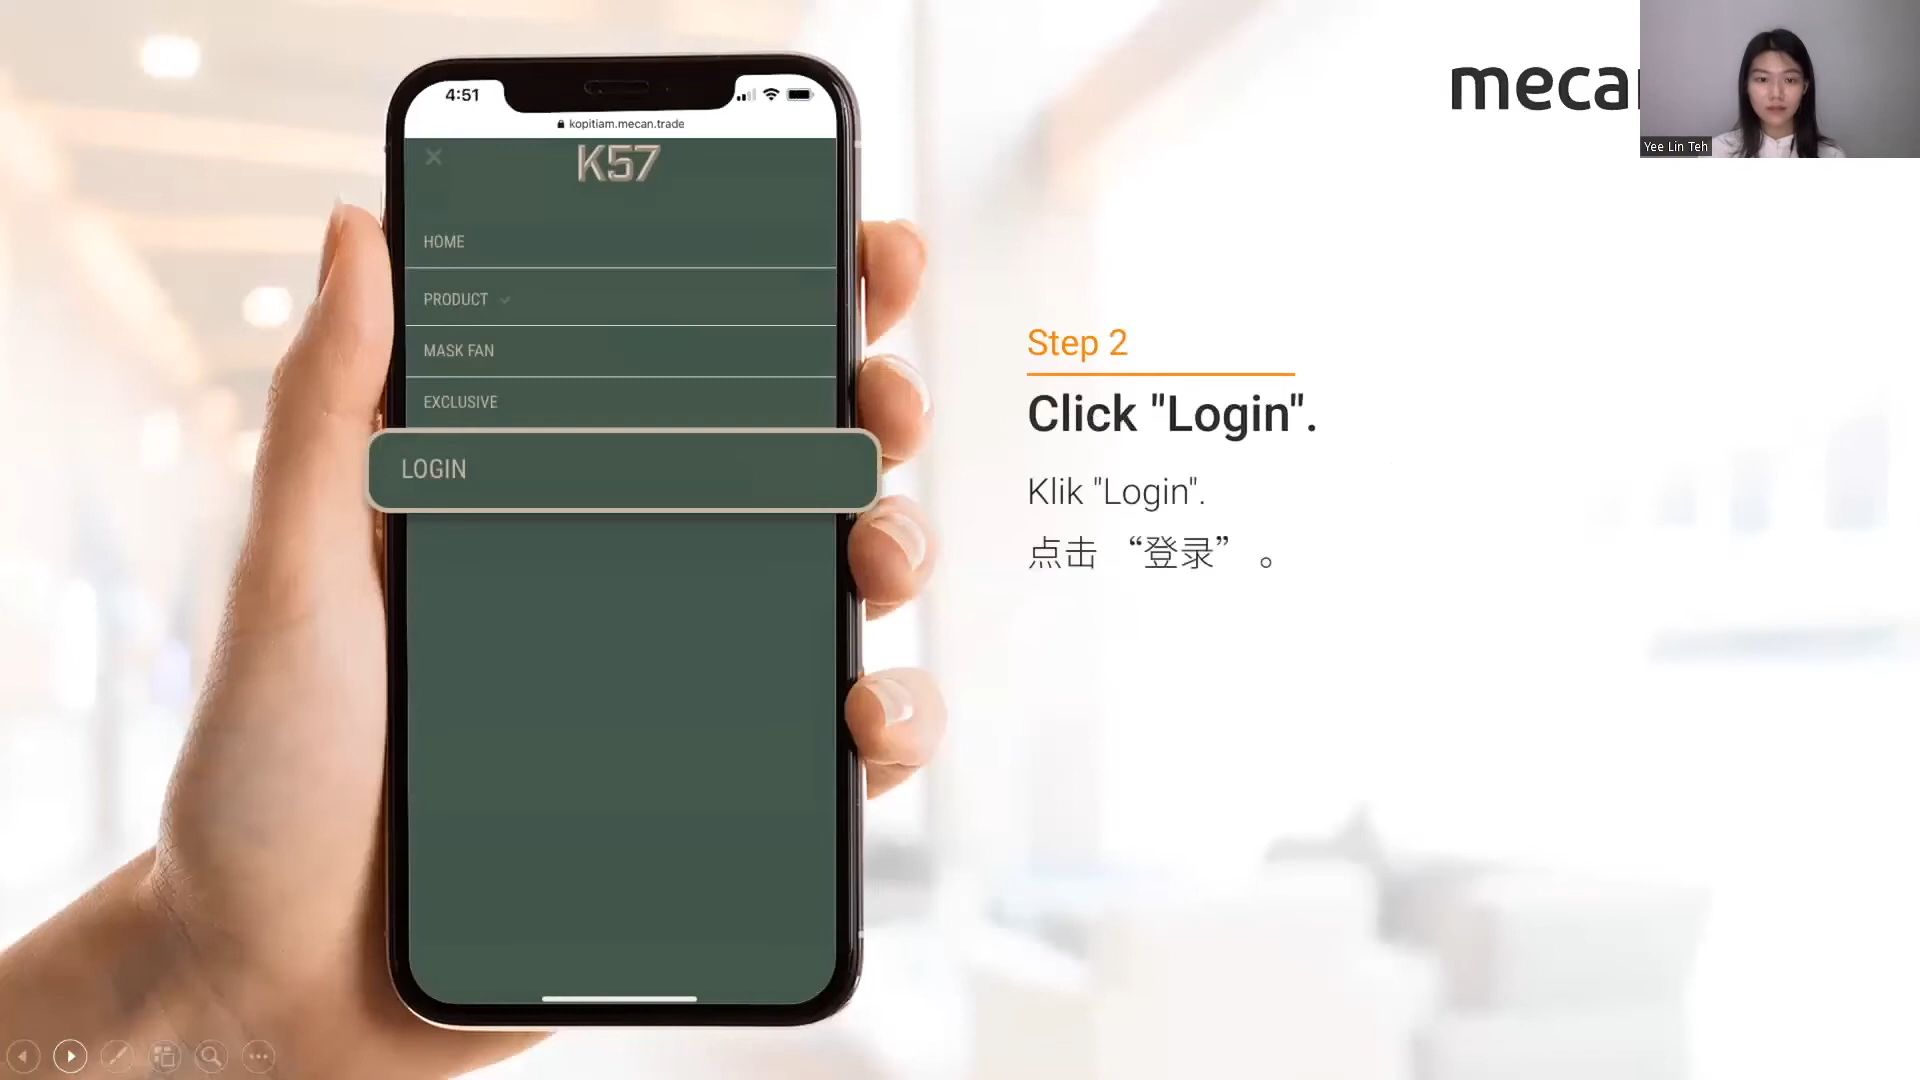 4:51
kopitiam.mecan.trade
K57
HOME
PRODUCT
MASK FAN
EXCLUSIVE
LOGIN
Step 2
Click "Login".
Klik "Login".
点击 “登录” 。
Yee Lin Teh